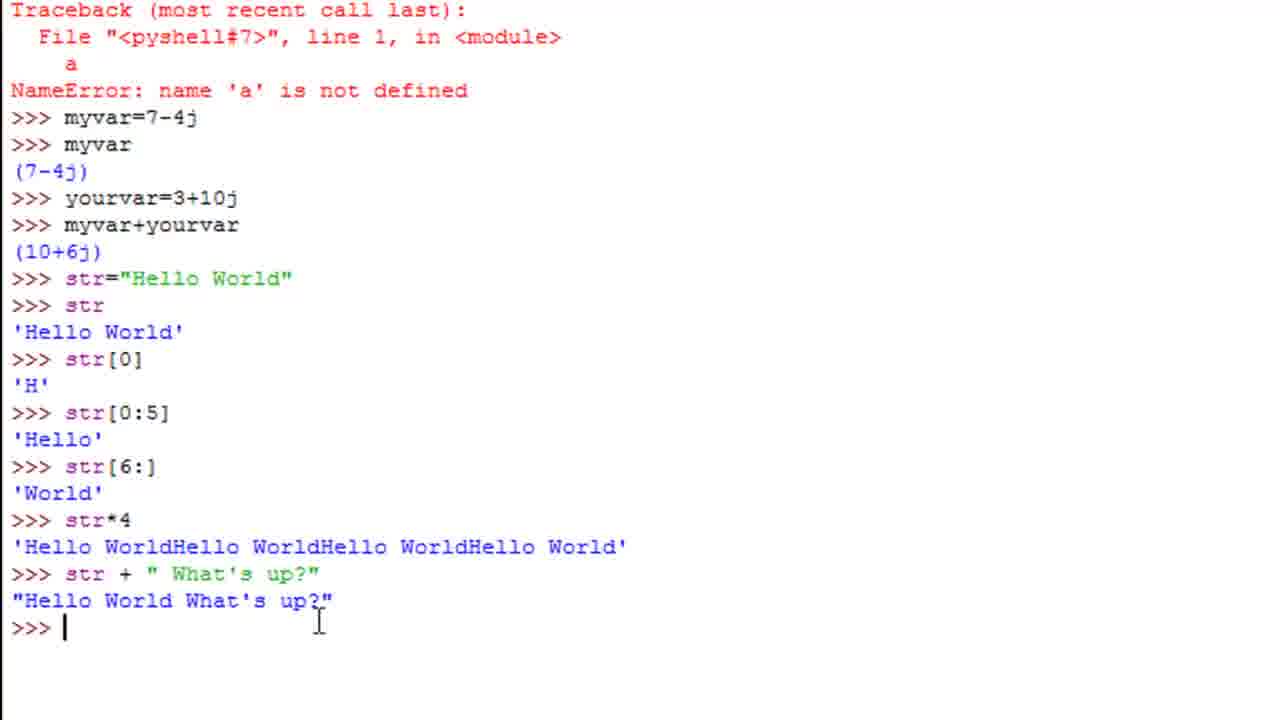 Traceback (most recent call last):
  File "<pyshell#7>", line 1, in <module>
    a
NameError: name 'a' is not defined
>>> myvar=7-4j
>>> myvar
(7-4j)
>>> yourvar=3+10j
>>> myvar+yourvar
(10+6j)
>>> str="Hello World"
>>> str
'Hello World'
>>> str[0]
'H'
>>> str[0:5]
'Hello'
>>> str[6:]
'World'
>>> str*4
'Hello WorldHello WorldHello WorldHello World'
>>> str + " What's up?"
"Hello World What's up?"
>>>